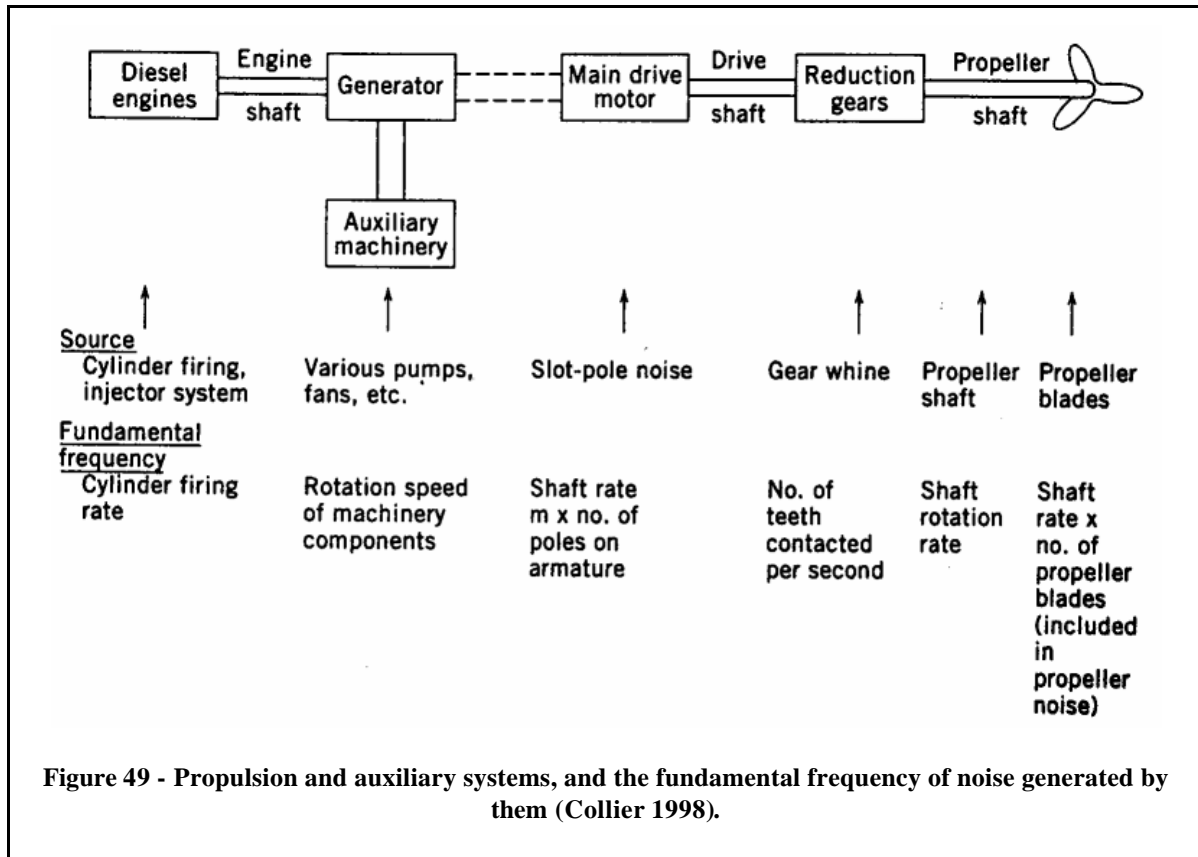 Diesel
engines
Engine
shaft
Generator
Main drive
motor
Drive
shaft
Reduction
gears
Propeller
shaft
Auxiliary
machinery
Source
Cylinder firing,
injector system
Various pumps,
fans, etc.
Slot-pole noise
Gear whine
Propeller
shaft
Propeller
blades
Fundamental
frequency
Cylinder firing
rate
Rotation speed
of machinery
components
Shaft rate
m x no. of
poles on
armature
No. of
teeth
contacted
per second
Shaft
rotation
rate
Shaft
rate x
no. of
propeller
blades
(included
in
propeller
noise)
Figure 49 - Propulsion and auxiliary systems, and the fundamental frequency of noise generated by
them (Collier 1998).